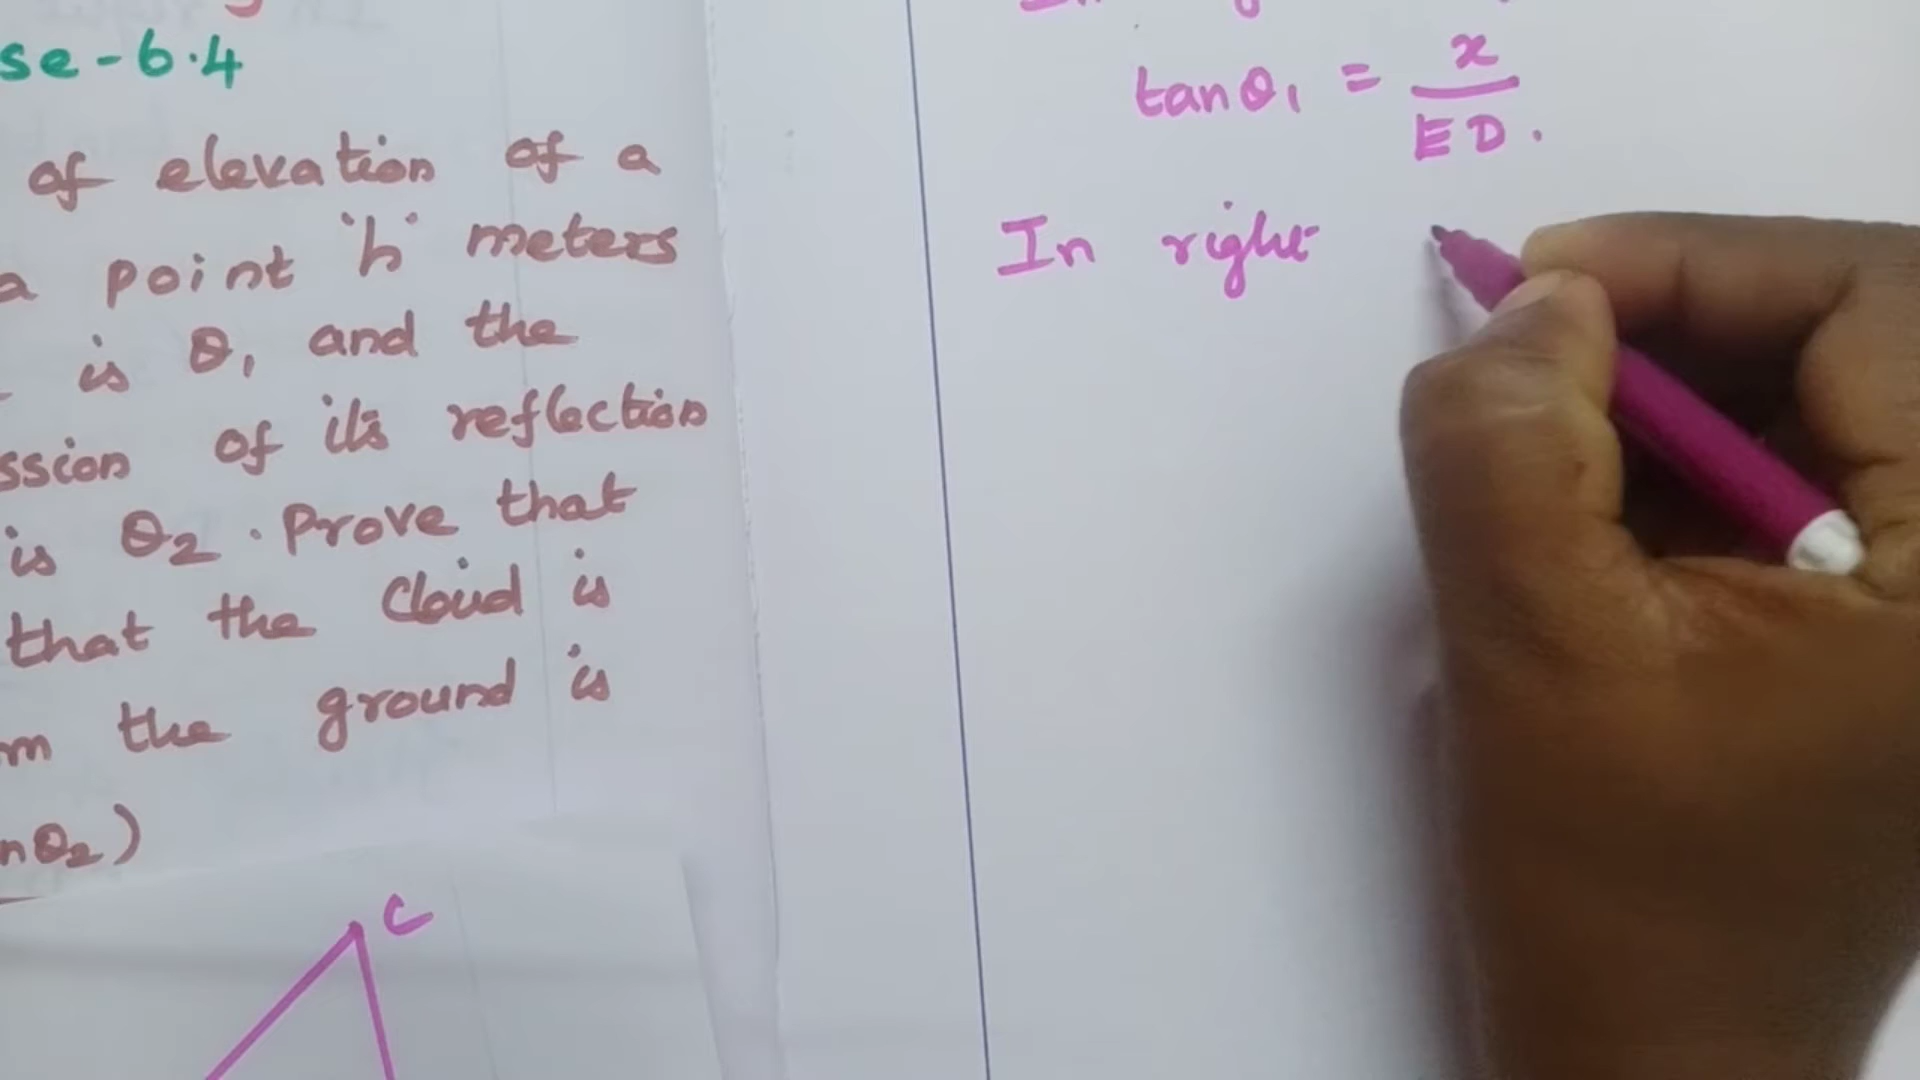 se-6.4
of elevation of a
a point 'h' meters
is θ1 and the
ssion of its reflection
is θ2. Prove that
that the Cloud is
m the ground is
nθ2)
C
tanθ1 = x / ED.
In right